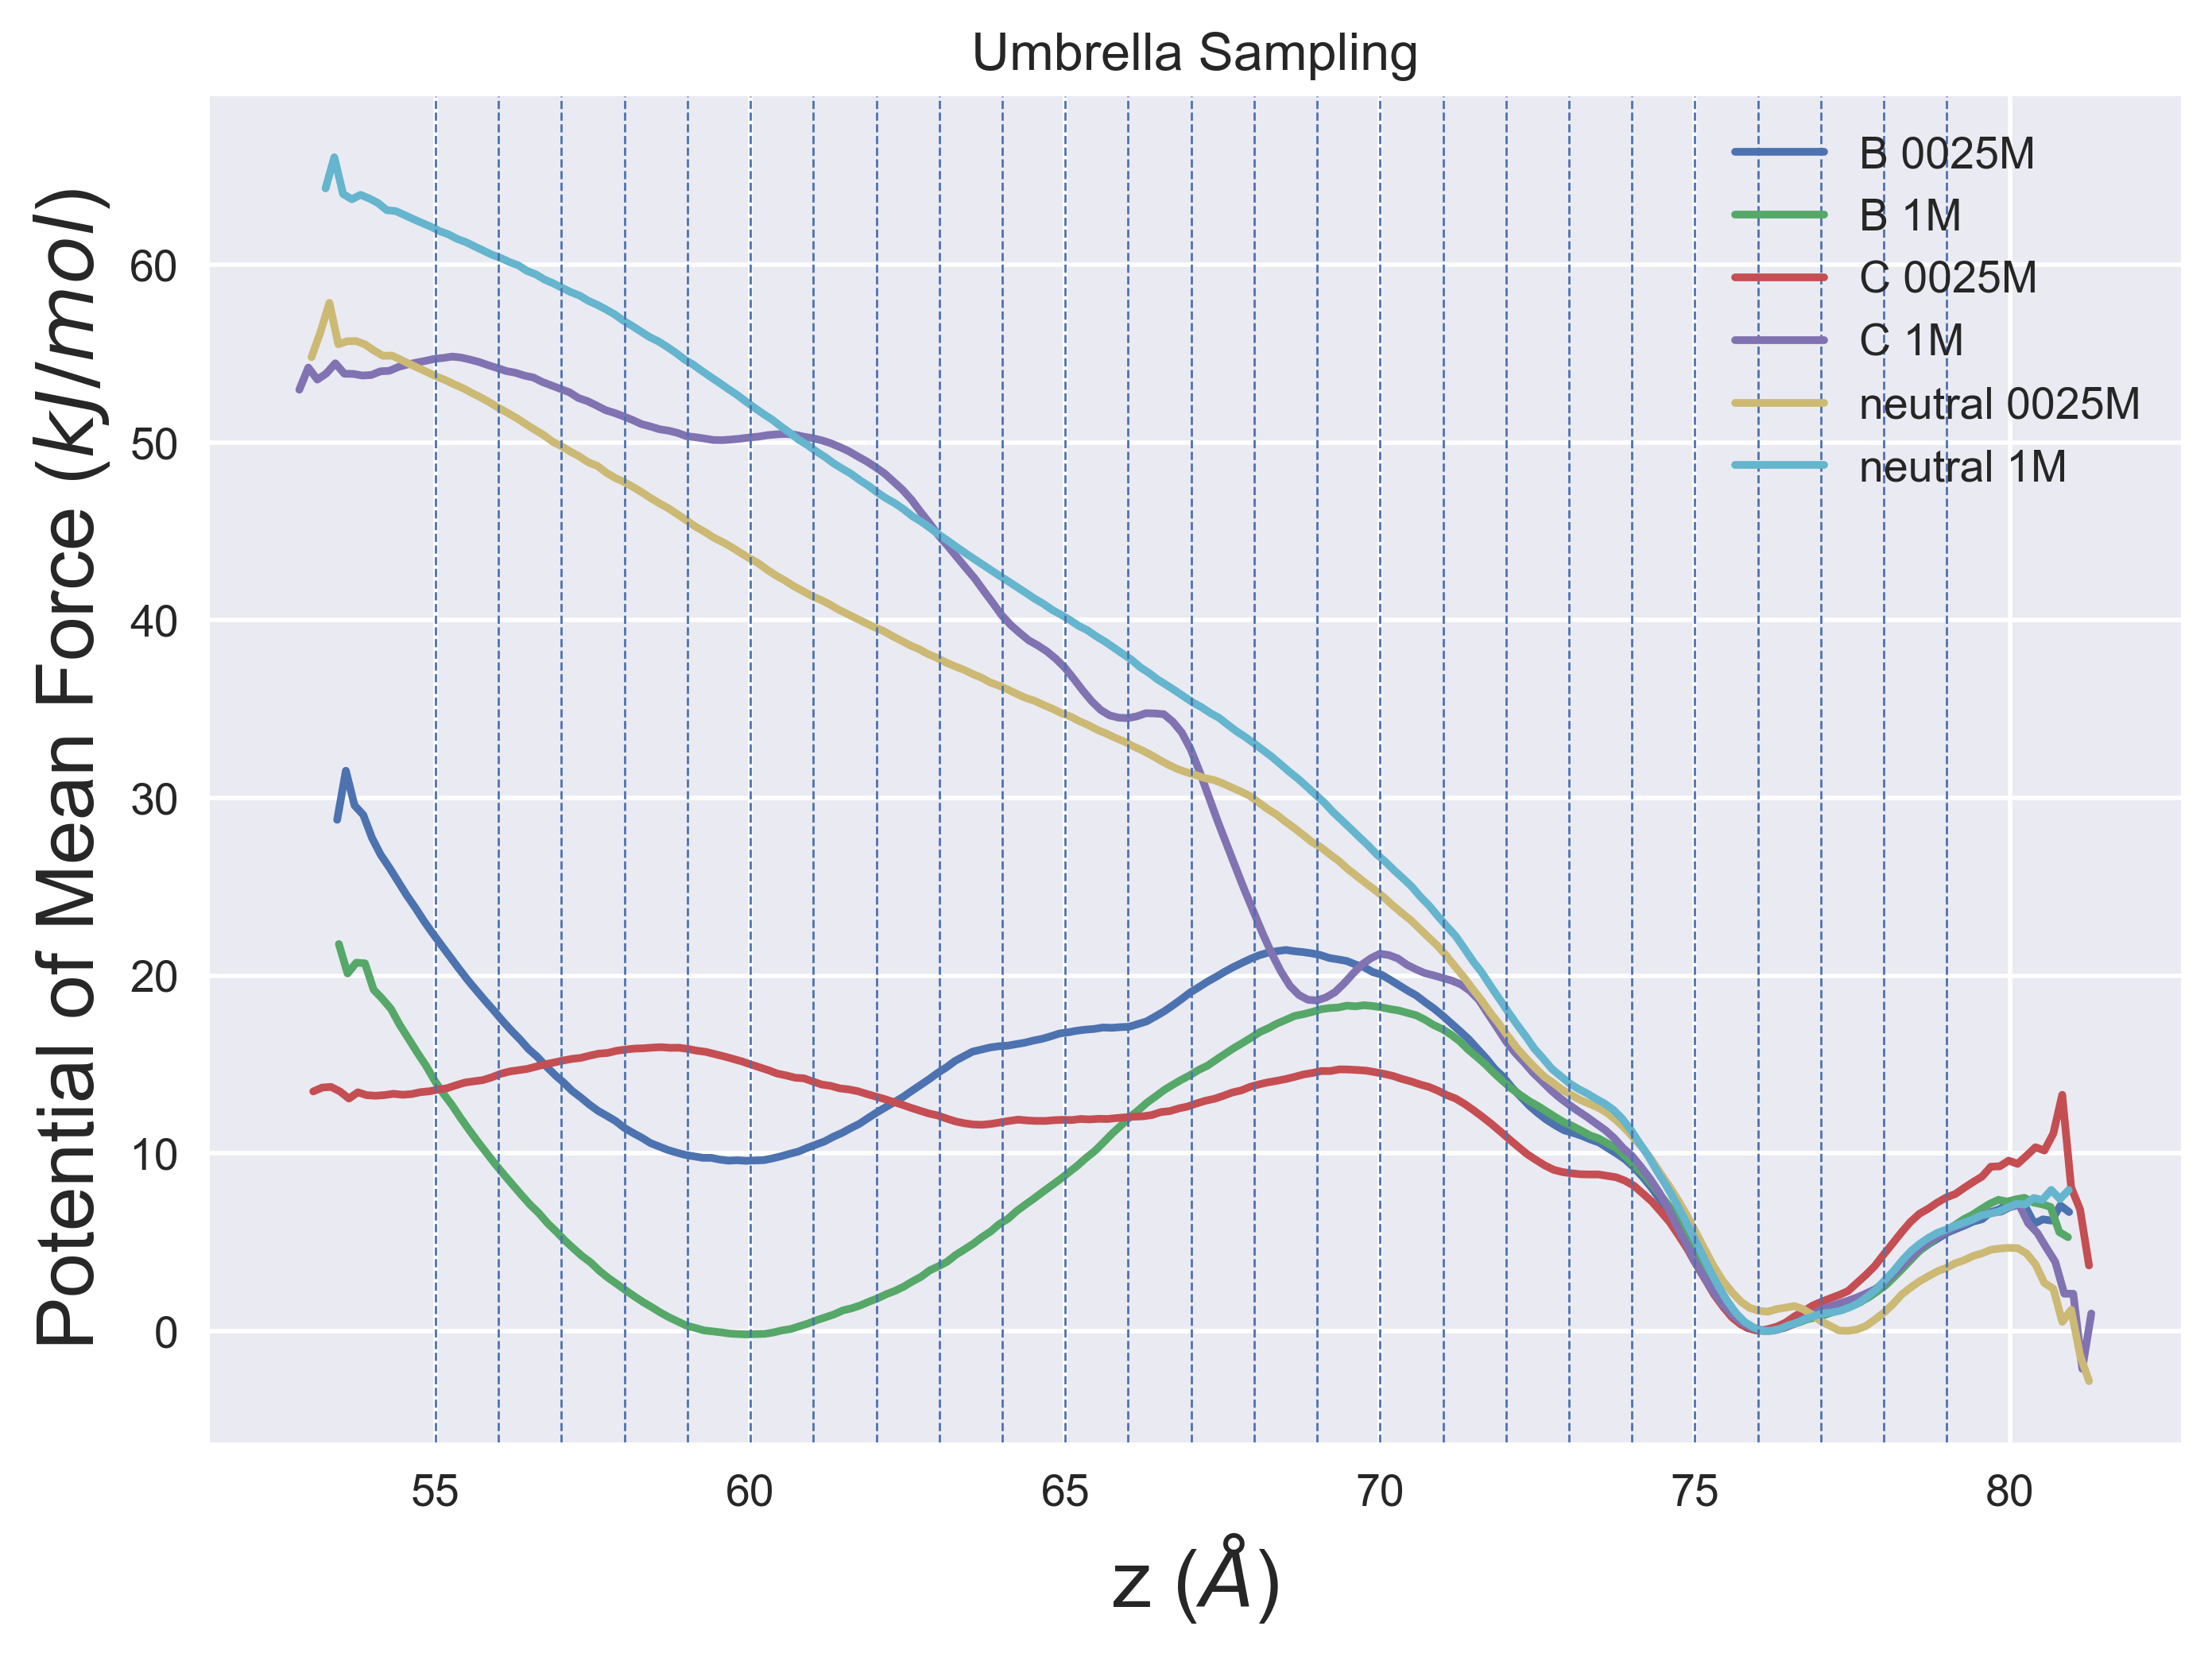 Umbrella Sampling
Potential of Mean Force (kJ/mol)
60
50
40
30
20
10
0
B 0025M
B 1M
C 0025M
C 1M
neutral 0025M
neutral 1M
55 60 65 70 75 80
z (Å)